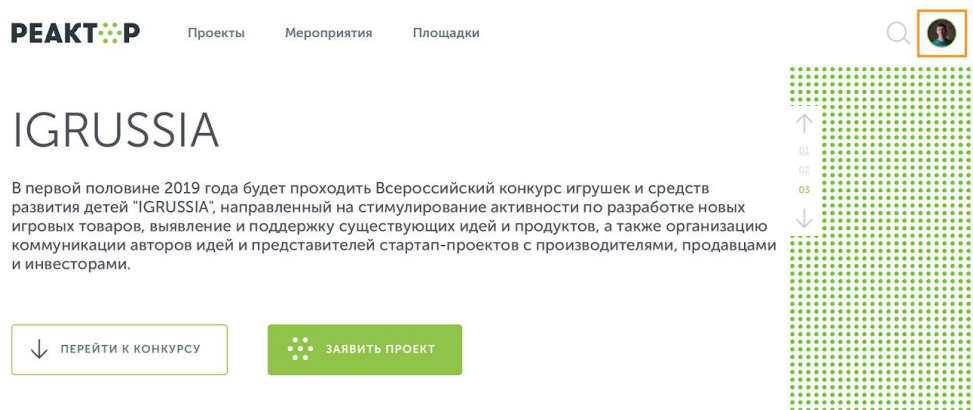 РЕАКТОР
Проекты Мероприятия Площадки
IGRUSSIA
В первой половине 2019 года будет проходить Всероссийский конкурс игрушек и средств
развития детей "IGRUSSIA", направленный на стимулирование активности по разработке новых
игровых товаров, выявление и поддержку существующих идей и продуктов, а также организацию
коммуникации авторов идей и представителей стартап-проектов с производителями, продавцами
и инвесторами.
01
02
03
ПЕРЕЙТИ К КОНКУРСУ
ЗАЯВИТЬ ПРОЕКТ